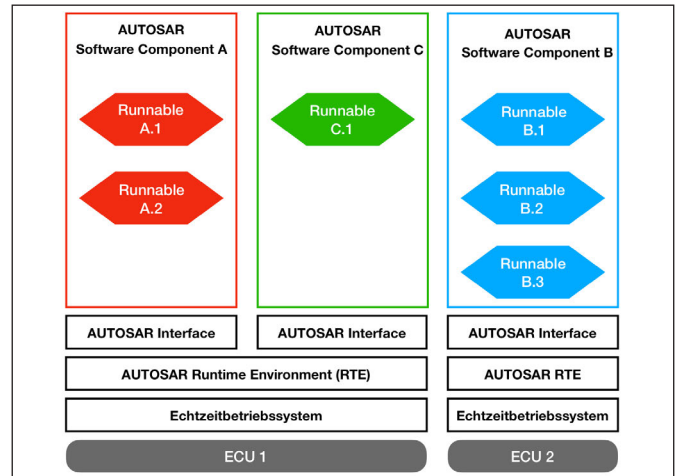 AUTOSAR
Software Component A
Runnable
A.1
Runnable
A.2
AUTOSAR
Software Component C
Runnable
C.1
AUTOSAR
Software Component B
Runnable
B.1
Runnable
B.2
Runnable
B.3
AUTOSAR Interface
AUTOSAR Interface
AUTOSAR Interface
AUTOSAR Runtime Environment (RTE)
AUTOSAR RTE
Echtzeitbetriebssystem
Echtzeitbetriebssystem
ECU 1
ECU 2